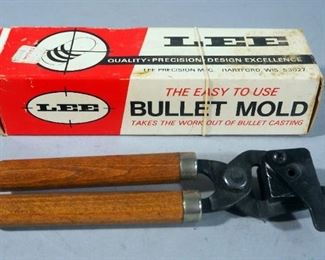 LEE
QUALITY • PRECISION • DESIGN EXCELLENCE
LEE PRECISION MFG. HARTFORD, WIS. 53027
LEE
THE EASY TO USE
BULLET MOLD
TAKES THE WORK OUT OF BULLET CASTING